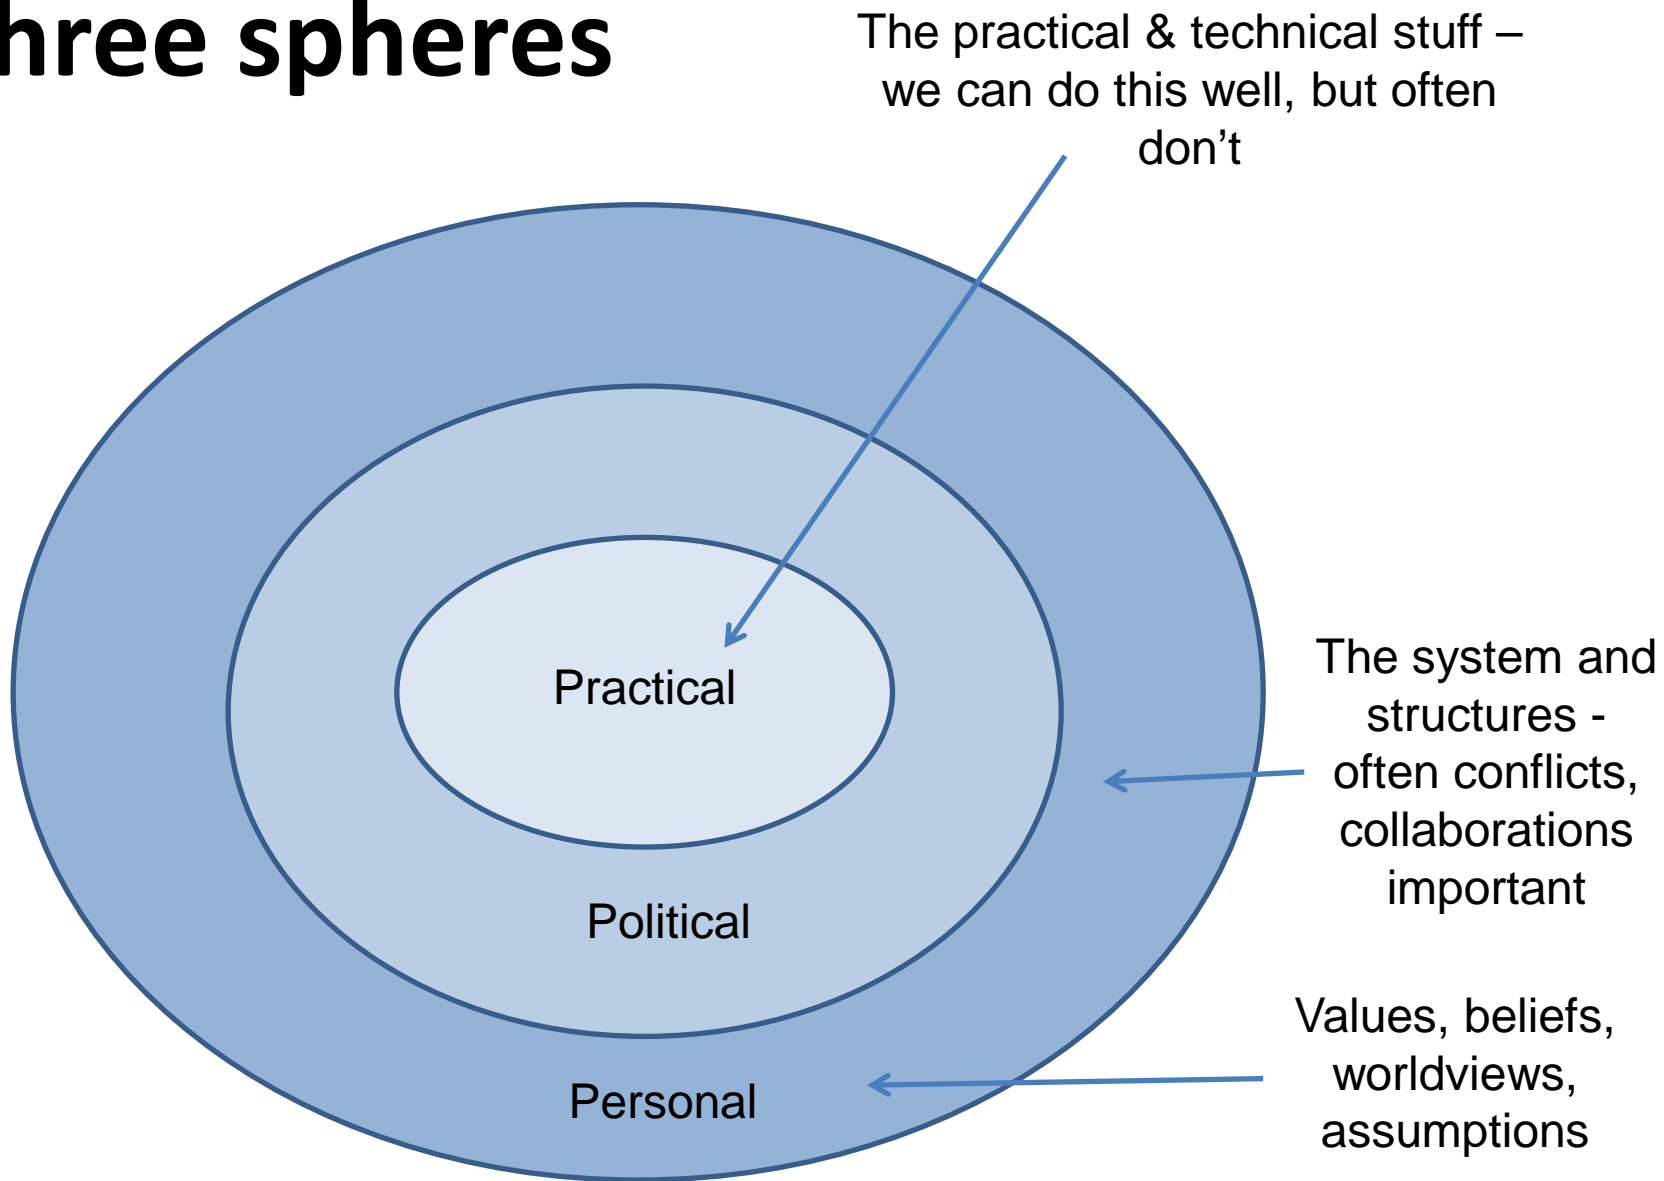 hree spheres
The practical & technical stuff –
we can do this well, but often
don’t
Practical
The system and
structures -
often conflicts,
collaborations
important
Political
Values, beliefs,
worldviews,
assumptions
Personal